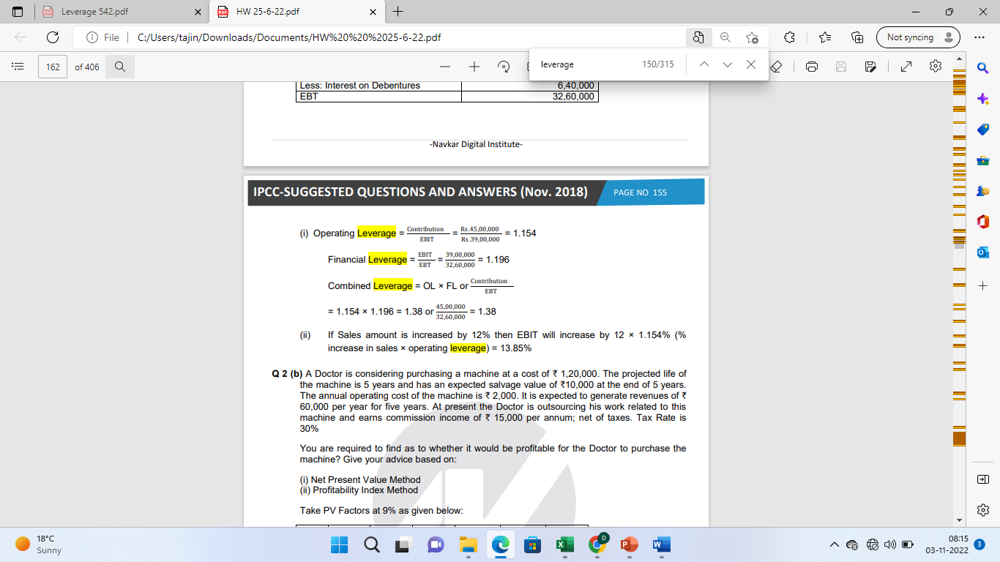 Leverage 542.pdf
HW 25-6-22.pdf
File
C:/Users/tajin/Downloads/Documents/HW%20%20%2025-6-22.pdf
Not syncing
162 of 406
leverage 150/315
Less: Interest on Debentures 6,40,000
EBT 32,60,000
-Navkar Digital Institute-
IPCC-SUGGESTED QUESTIONS AND ANSWERS (Nov. 2018) PAGE NO 155
(i) Operating Leverage = Contribution / EBIT = Rs.45,00,000 / Rs.39,00,000 = 1.154
Financial Leverage = EBIT / EBT = 39,00,000 / 32,60,000 = 1.196
Combined Leverage = OL × FL or Contribution / EBT
= 1.154 × 1.196 = 1.38 or 45,00,000 / 32,60,000 = 1.38
(ii) If Sales amount is increased by 12% then EBIT will increase by 12 × 1.154% (%
increase in sales × operating leverage) = 13.85%
Q 2 (b) A Doctor is considering purchasing a machine at a cost of ₹ 1,20,000. The projected life of
the machine is 5 years and has an expected salvage value of ₹10,000 at the end of 5 years.
The annual operating cost of the machine is ₹ 2,000. It is expected to generate revenues of ₹
60,000 per year for five years. At present the Doctor is outsourcing his work related to this
machine and earns commission income of ₹ 15,000 per annum; net of taxes. Tax Rate is
30%
You are required to find as to whether it would be profitable for the Doctor to purchase the
machine? Give your advice based on:
(i) Net Present Value Method
(ii) Profitability Index Method
Take PV Factors at 9% as given below:
18°C
Sunny
08:15
03-11-2022
3